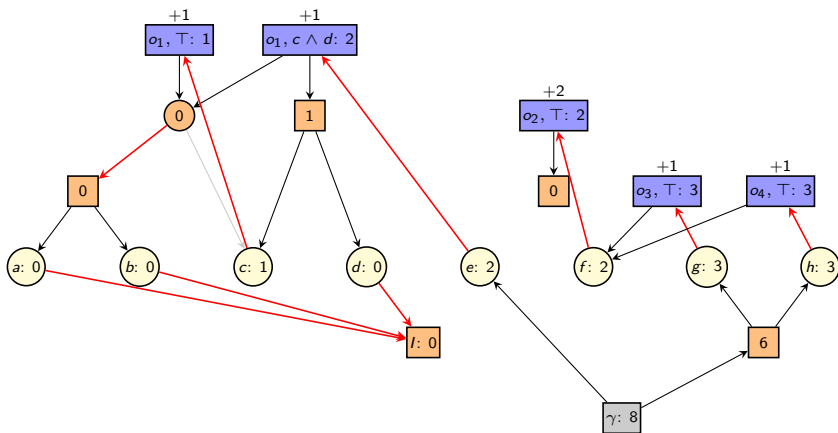 +1 +1
o₁, ⊤: 1 o₁, c ∧ d: 2
+2
0 1 o₂, ⊤: 2
+1 +1
0 0 o₃, ⊤: 3 o₄, ⊤: 3
a: 0 b: 0 c: 1 d: 0 e: 2 f: 2 g: 3 h: 3
I: 0 6
γ: 8